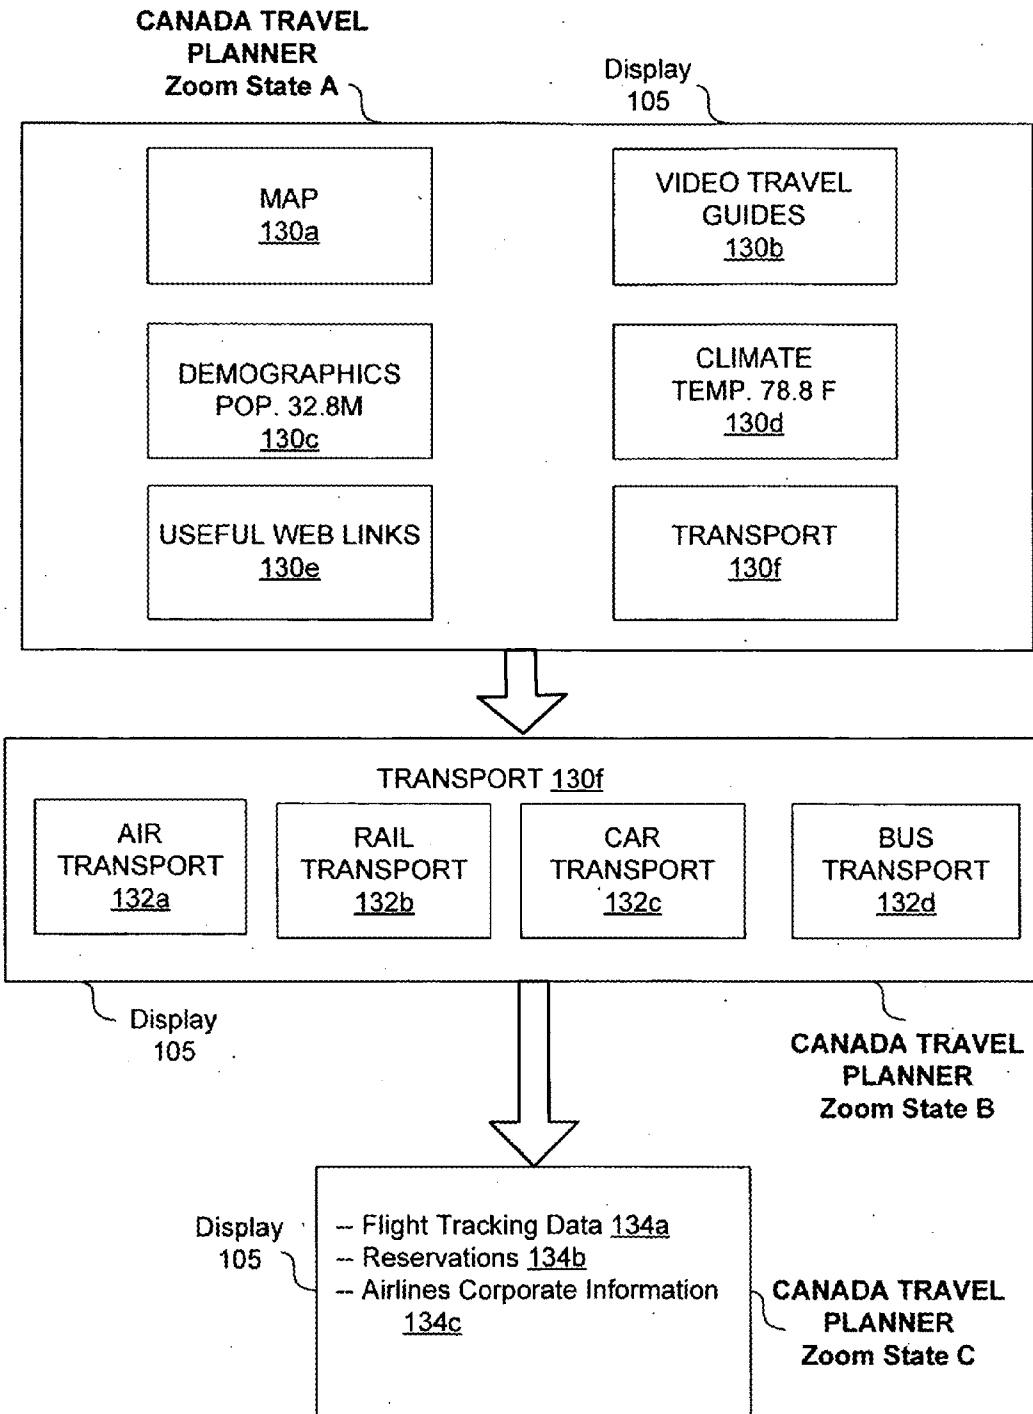 CANADA TRAVEL
PLANNER
Zoom State A
Display
105
MAP
130a
VIDEO TRAVEL
GUIDES
130b
DEMOGRAPHICS
POP. 32.8M
130c
CLIMATE
TEMP. 78.8 F
130d
USEFUL WEB LINKS
130e
TRANSPORT
130f
TRANSPORT 130f
AIR
TRANSPORT
132a
RAIL
TRANSPORT
132b
CAR
TRANSPORT
132c
BUS
TRANSPORT
132d
Display
105
CANADA TRAVEL
PLANNER
Zoom State B
Display
105
-- Flight Tracking Data 134a
-- Reservations 134b
-- Airlines Corporate Information
134c
CANADA TRAVEL
PLANNER
Zoom State C